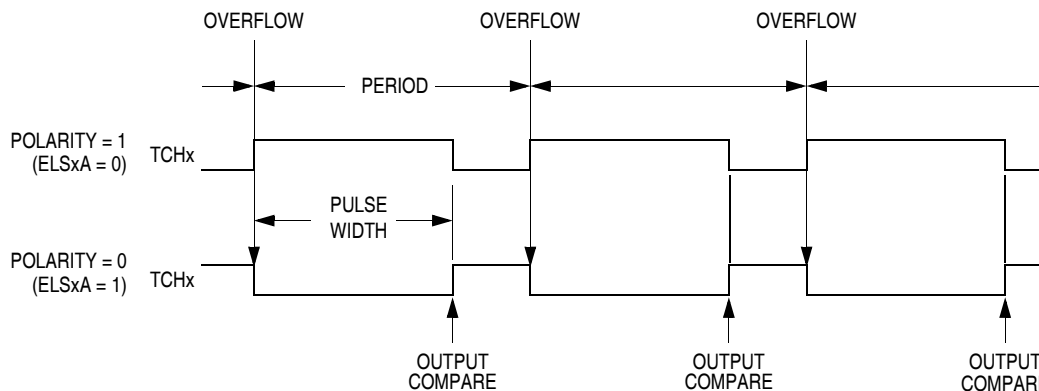 OVERFLOW OVERFLOW OVERFLOW
PERIOD
POLARITY = 1
(ELSxA = 0)
TCHx
PULSE
WIDTH
POLARITY = 0
(ELSxA = 1)
TCHx
OUTPUT
COMPARE
OUTPUT
COMPARE
OUTPUT
COMPAR